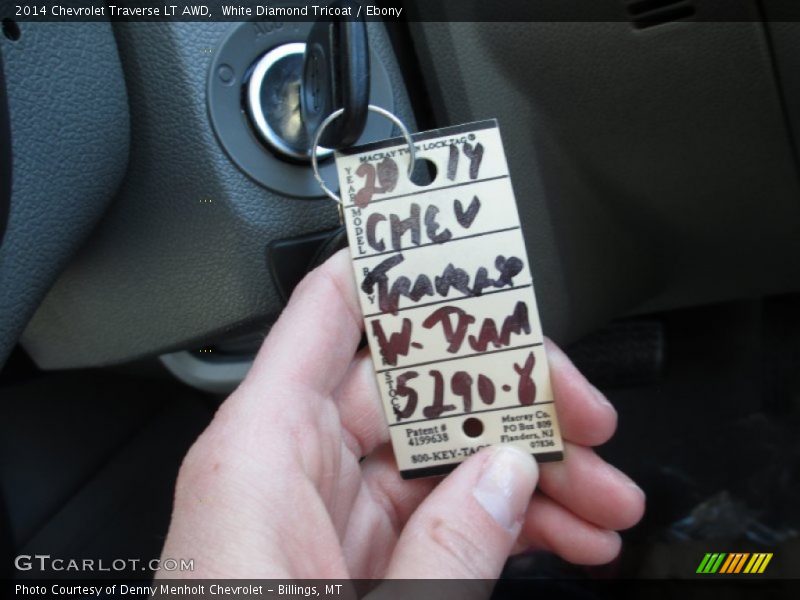 2014 Chevrolet Traverse LT AWD, White Diamond Tricoat / Ebony
MACRAY TWIN LOCK TAG®
YEAR 2014
MODEL CHEV
BODY Traverse
W. Diam
STOCK 5290-8
Patent #
4199638
800-KEY-TAGS
Macray Co.
PO Box 809
Flanders, NJ
07836
GTCARLOT.COM
Photo Courtesy of Denny Menholt Chevrolet - Billings, MT